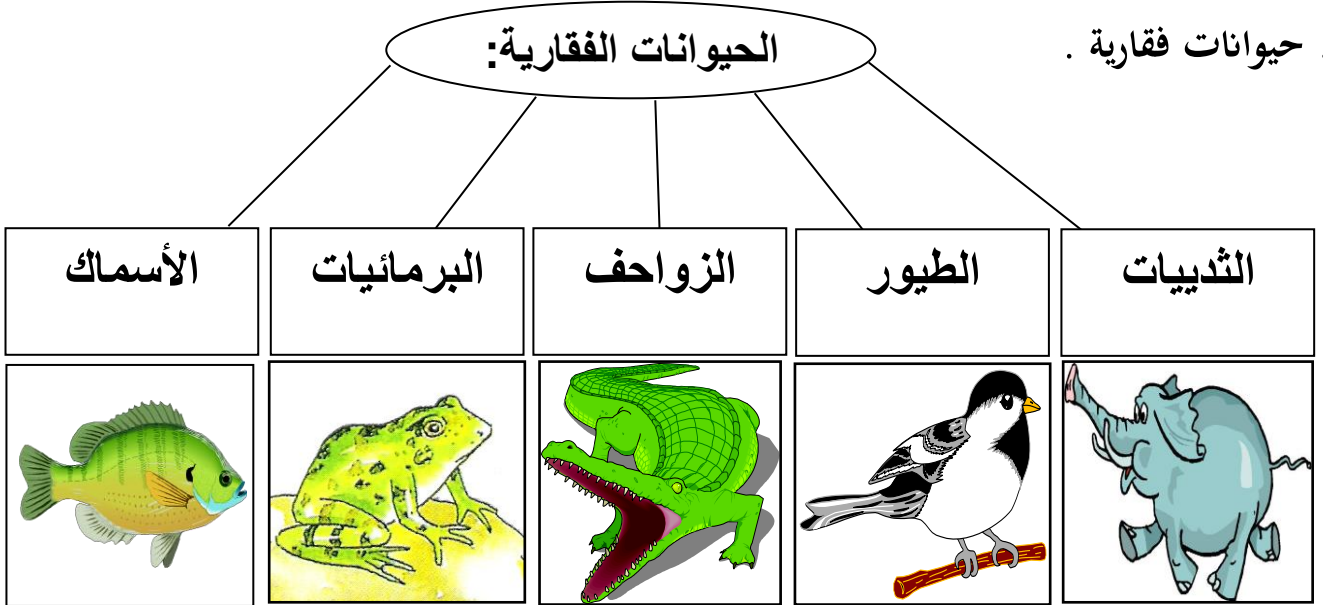 . حيوانات فقارية .
الحيوانات الفقارية:
الثدييات
الطيور
الزواحف
البرمائيات
الأسماك